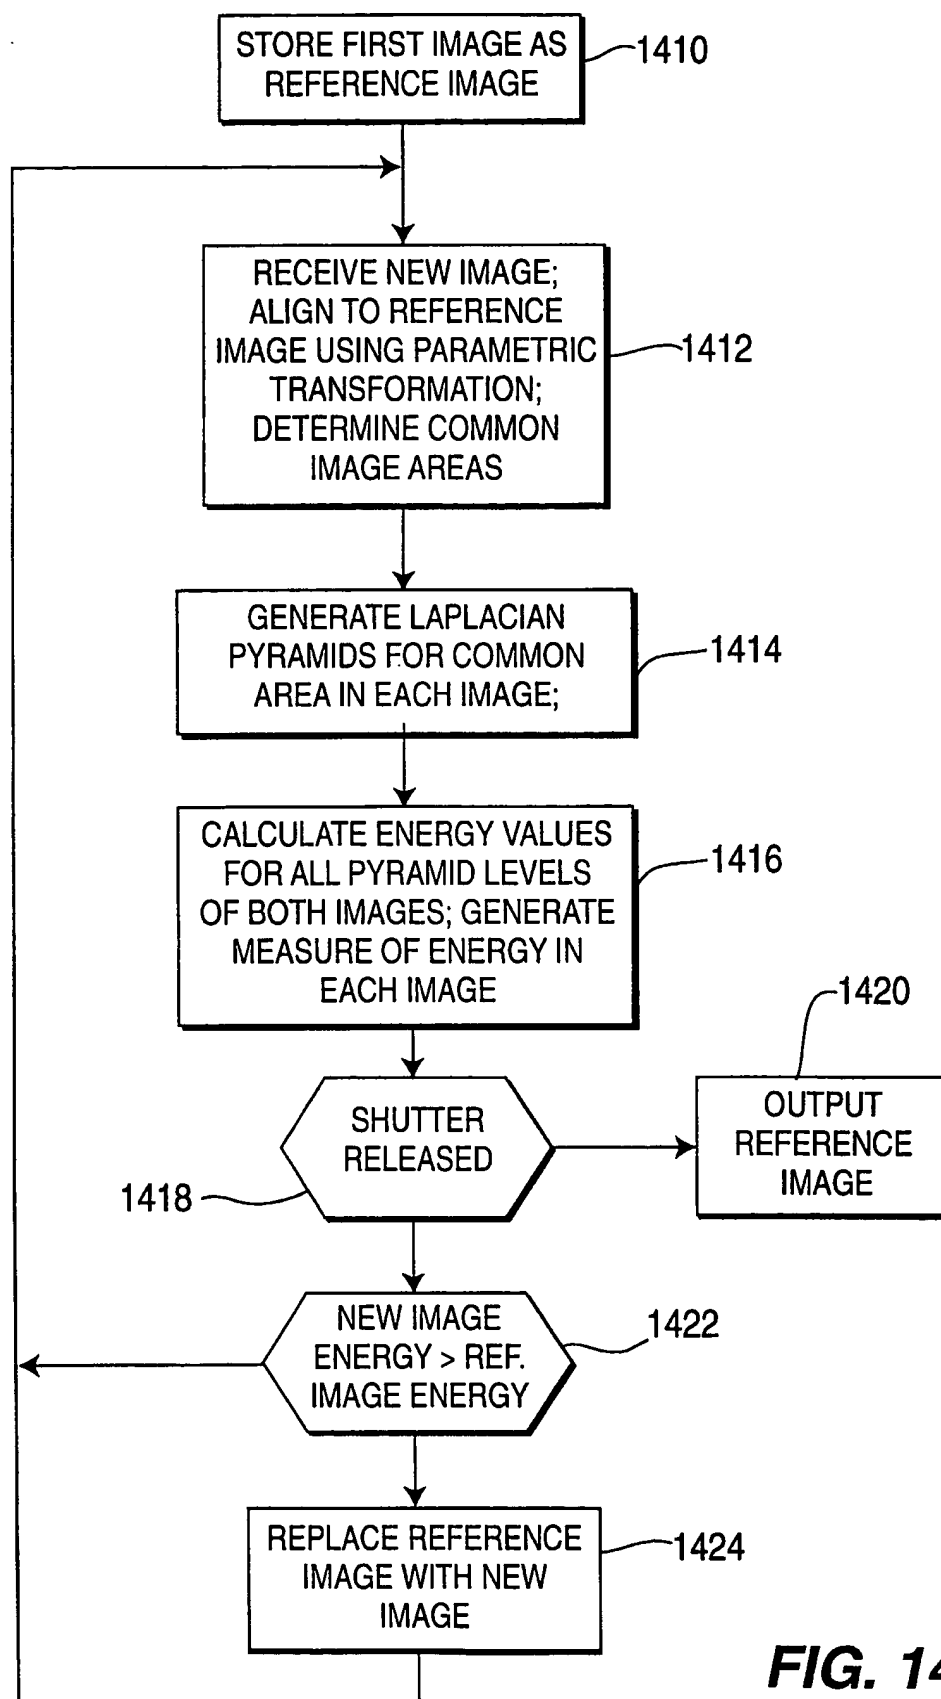 STORE FIRST IMAGE AS
REFERENCE IMAGE
1410
RECEIVE NEW IMAGE;
ALIGN TO REFERENCE
IMAGE USING PARAMETRIC
TRANSFORMATION;
DETERMINE COMMON
IMAGE AREAS
1412
GENERATE LAPLACIAN
PYRAMIDS FOR COMMON
AREA IN EACH IMAGE;
1414
CALCULATE ENERGY VALUES
FOR ALL PYRAMID LEVELS
OF BOTH IMAGES; GENERATE
MEASURE OF ENERGY IN
EACH IMAGE
1416
SHUTTER
RELEASED
1418
OUTPUT
REFERENCE
IMAGE
1420
NEW IMAGE
ENERGY > REF.
IMAGE ENERGY
1422
REPLACE REFERENCE
IMAGE WITH NEW
IMAGE
1424
FIG. 14